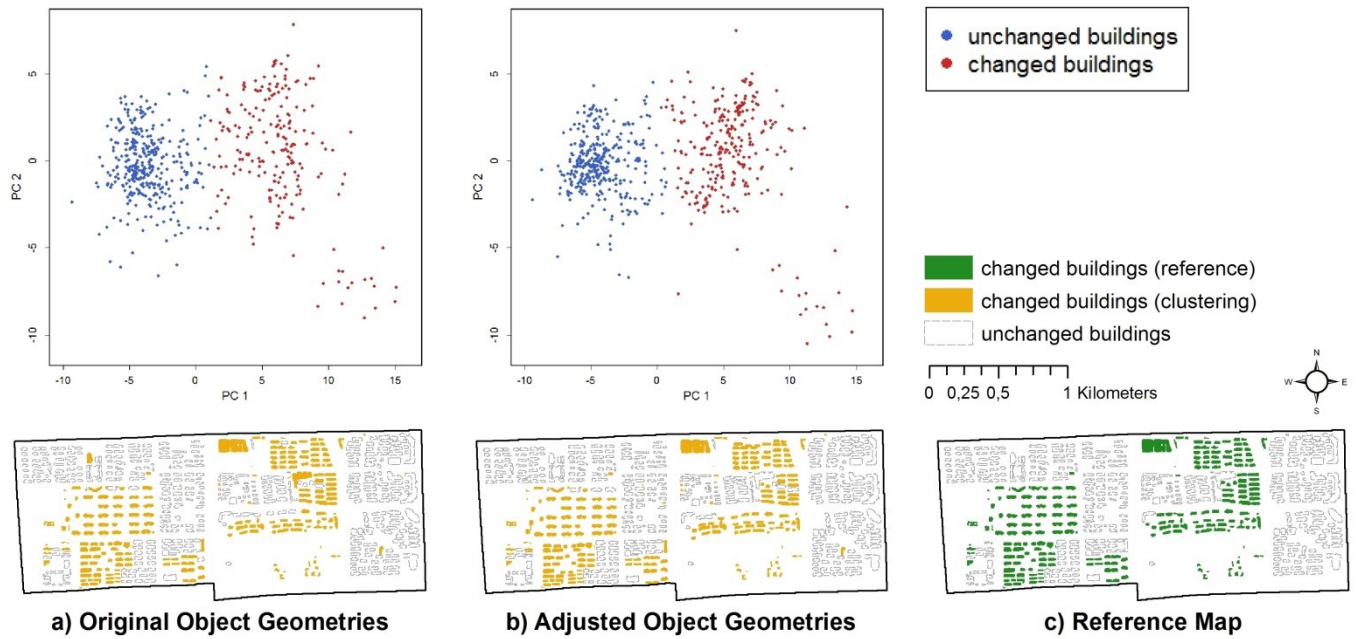 unchanged buildings
changed buildings
5
0
-5
-10
PC 2
-10 -5 0 5 10 15
PC 1
5
0
-5
-10
PC 2
-10 -5 0 5 10 15
PC 1
changed buildings (reference)
changed buildings (clustering)
unchanged buildings
0 0,25 0,5 1 Kilometers
N
W E
S
a) Original Object Geometries
b) Adjusted Object Geometries
c) Reference Map